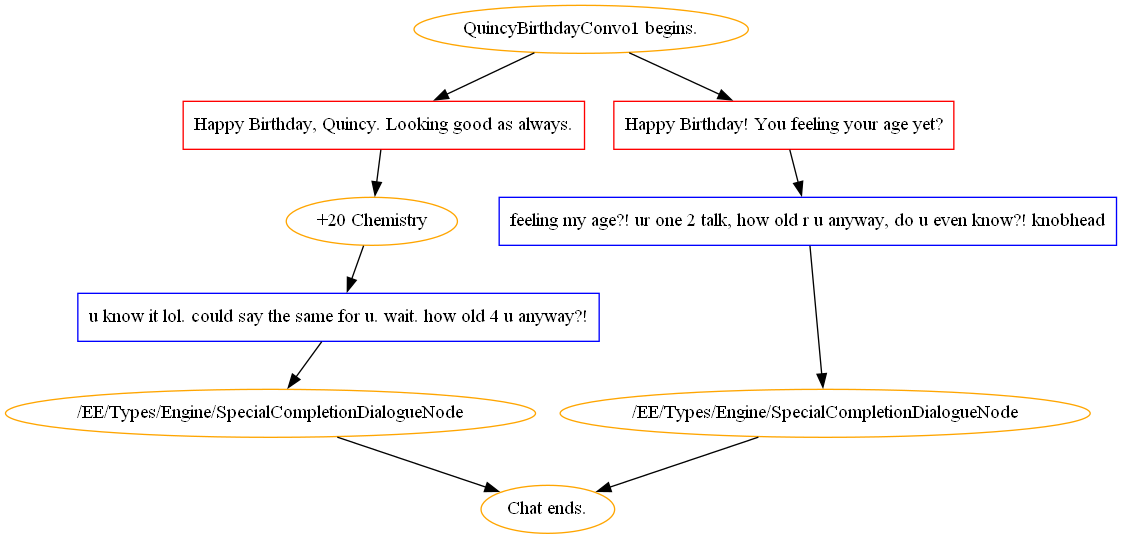 QuincyBirthdayConvo1 begins.
Happy Birthday, Quincy. Looking good as always.
Happy Birthday! You feeling your age yet?
+20 Chemistry
feeling my age?! ur one 2 talk, how old r u anyway, do u even know?! knobhead
u know it lol. could say the same for u. wait. how old 4 u anyway?!
/EE/Types/Engine/SpecialCompletionDialogueNode
/EE/Types/Engine/SpecialCompletionDialogueNode
Chat ends.